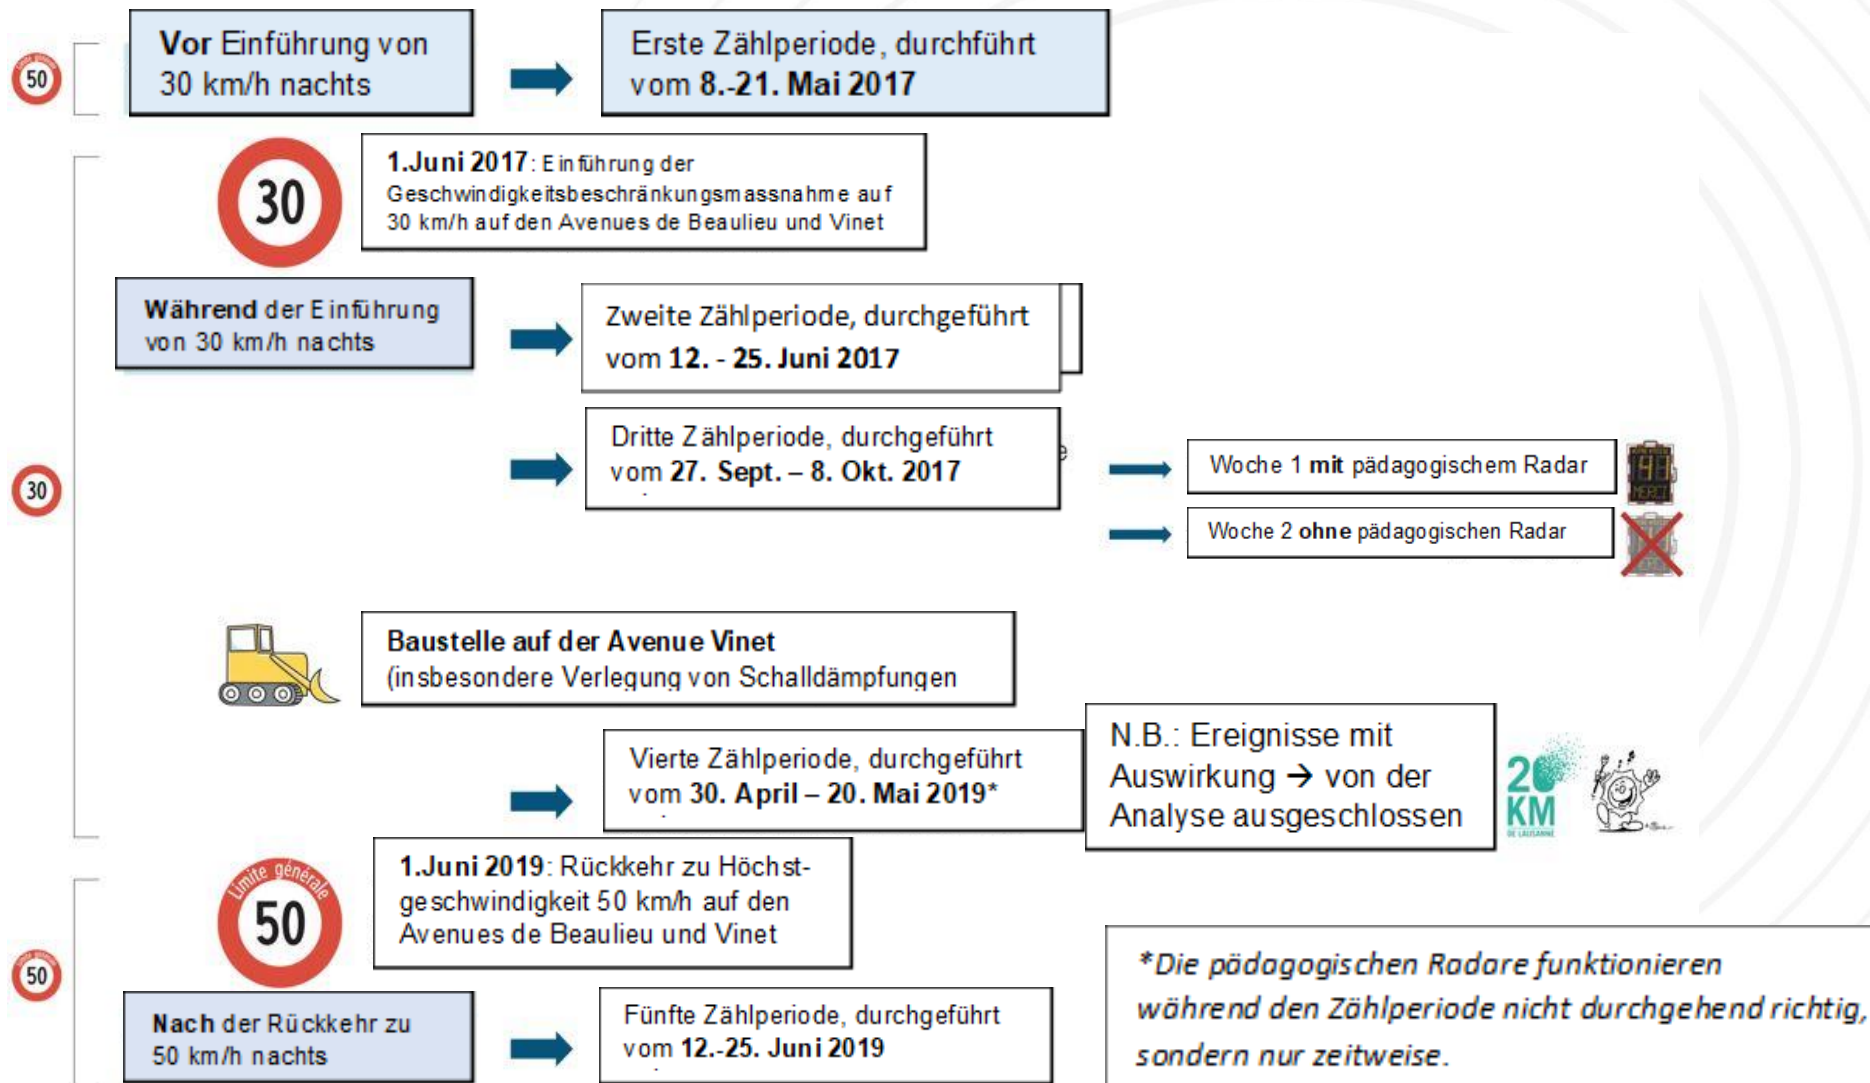 50
Vor Einführung von
30 km/h nachts
Erste Zählperiode, durchführt
vom 8.-21. Mai 2017
30
1.Juni 2017: Einführung der
Geschwindigkeitsbeschränkungsmassnahme auf
30 km/h auf den Avenues de Beaulieu und Vinet
Während der Einführung
von 30 km/h nachts
Zweite Zählperiode, durchgeführt
vom 12. - 25. Juni 2017
Dritte Zählperiode, durchgeführt
vom 27. Sept. – 8. Okt. 2017
e
Woche 1 mit pädagogischem Radar
MERCI
30
Woche 2 ohne pädagogischen Radar
Baustelle auf der Avenue Vinet
(insbesondere Verlegung von Schalldämpfungen
Vierte Zählperiode, durchgeführt
vom 30. April – 20. Mai 2019*
N.B.: Ereignisse mit
Auswirkung → von der
Analyse ausgeschlossen
20
KM
DE LAUSANNE
Limite générale
50
1.Juni 2019: Rückkehr zu Höchst-
geschwindigkeit 50 km/h auf den
Avenues de Beaulieu und Vinet
50
Nach der Rückkehr zu
50 km/h nachts
Fünfte Zählperiode, durchgeführt
vom 12.-25. Juni 2019
*Die pädagogischen Radare funktionieren
während den Zählperiode nicht durchgehend richtig,
sondern nur zeitweise.